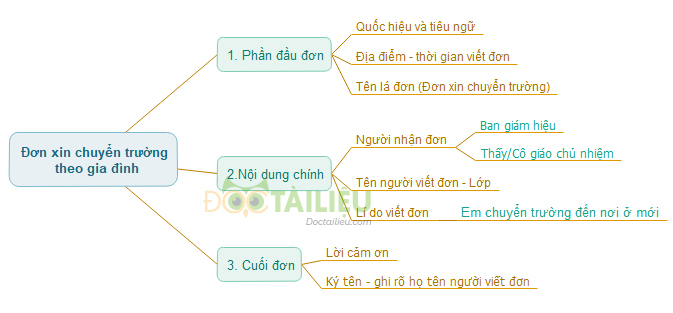 Đơn xin chuyển trường
theo gia đình
1. Phần đầu đơn
Quốc hiệu và tiêu ngữ
Địa điểm - thời gian viết đơn
Tên lá đơn (Đơn xin chuyển trường)
2.Nội dung chính
Người nhận đơn
Ban giám hiệu
Thầy/Cô giáo chủ nhiệm
Tên người viết đơn - Lớp
Lí do viết đơn
Em chuyển trường đến nơi ở mới
3. Cuối đơn
Lời cảm ơn
Ký tên - ghi rõ họ tên người viết đơn
ĐỌCTÀILIỆU
Doctailieu.com